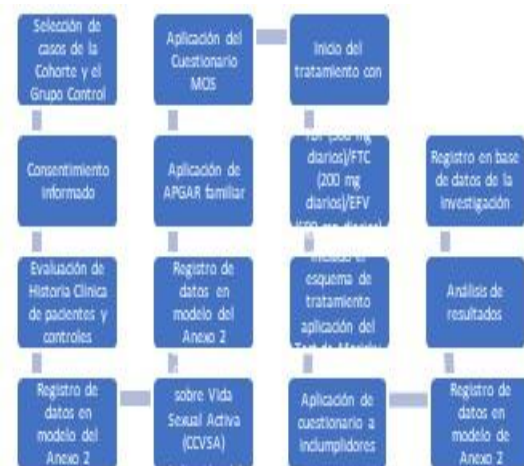 Selección de
casos de la
Cohorte y el
Grupo Control
Consentimiento
informado
Evaluación de
Historia Clínica
de pacientes y
controles
Registro de
datos en
modelo del
Anexo 2
sobre Vida
Sexual Activa
(CCVSA)
Registro de
datos en
modelo del
Anexo 2
Aplicación de
APGAR familiar
Aplicación del
Cuestionario
MOS
Inicio del
tratamiento con
diarios)/FTC
(200 mg
diarios)/EFV
esquema de
tratamiento
aplicación del
Aplicación de
cuestionario a
incumplidores
Registro de
datos en
modelo de
Anexo 2
Análisis de
resultados
Registro en base
de datos de la
investigación